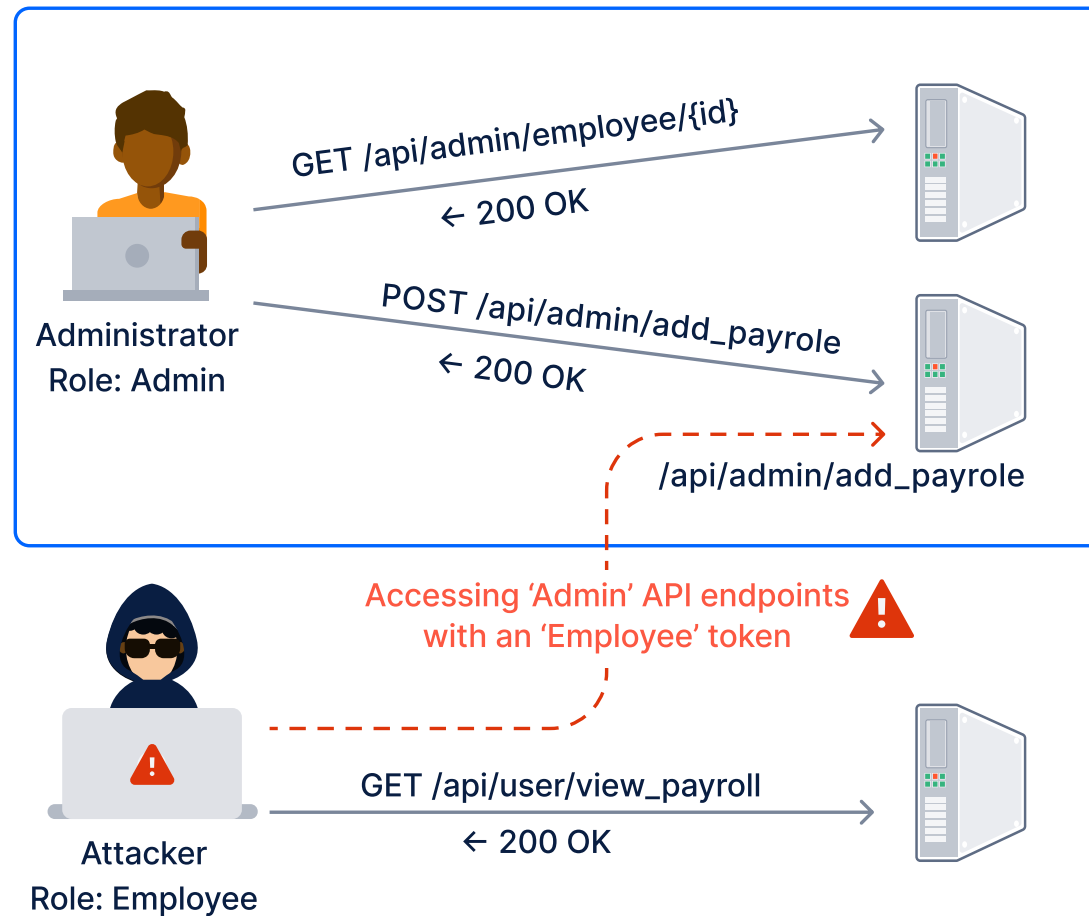 GET /api/admin/employee/{id}
← 200 OK
POST /api/admin/add_payrole
← 200 OK
Administrator
Role: Admin
/api/admin/add_payrole
Accessing ‘Admin’ API endpoints
with an ‘Employee’ token
GET /api/user/view_payroll
← 200 OK
Attacker
Role: Employee